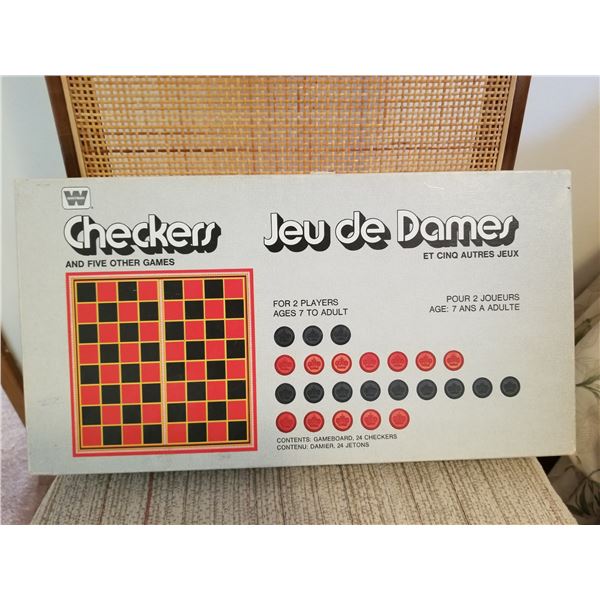 W
Checkers
AND FIVE OTHER GAMES
Jeu de Dames
ET CINQ AUTRES JEUX
FOR 2 PLAYERS
AGES 7 TO ADULT
POUR 2 JOUEURS
AGE: 7 ANS A ADULTE
CONTENTS: GAMEBOARD, 24 CHECKERS
CONTENU: DAMIER, 24 JETONS